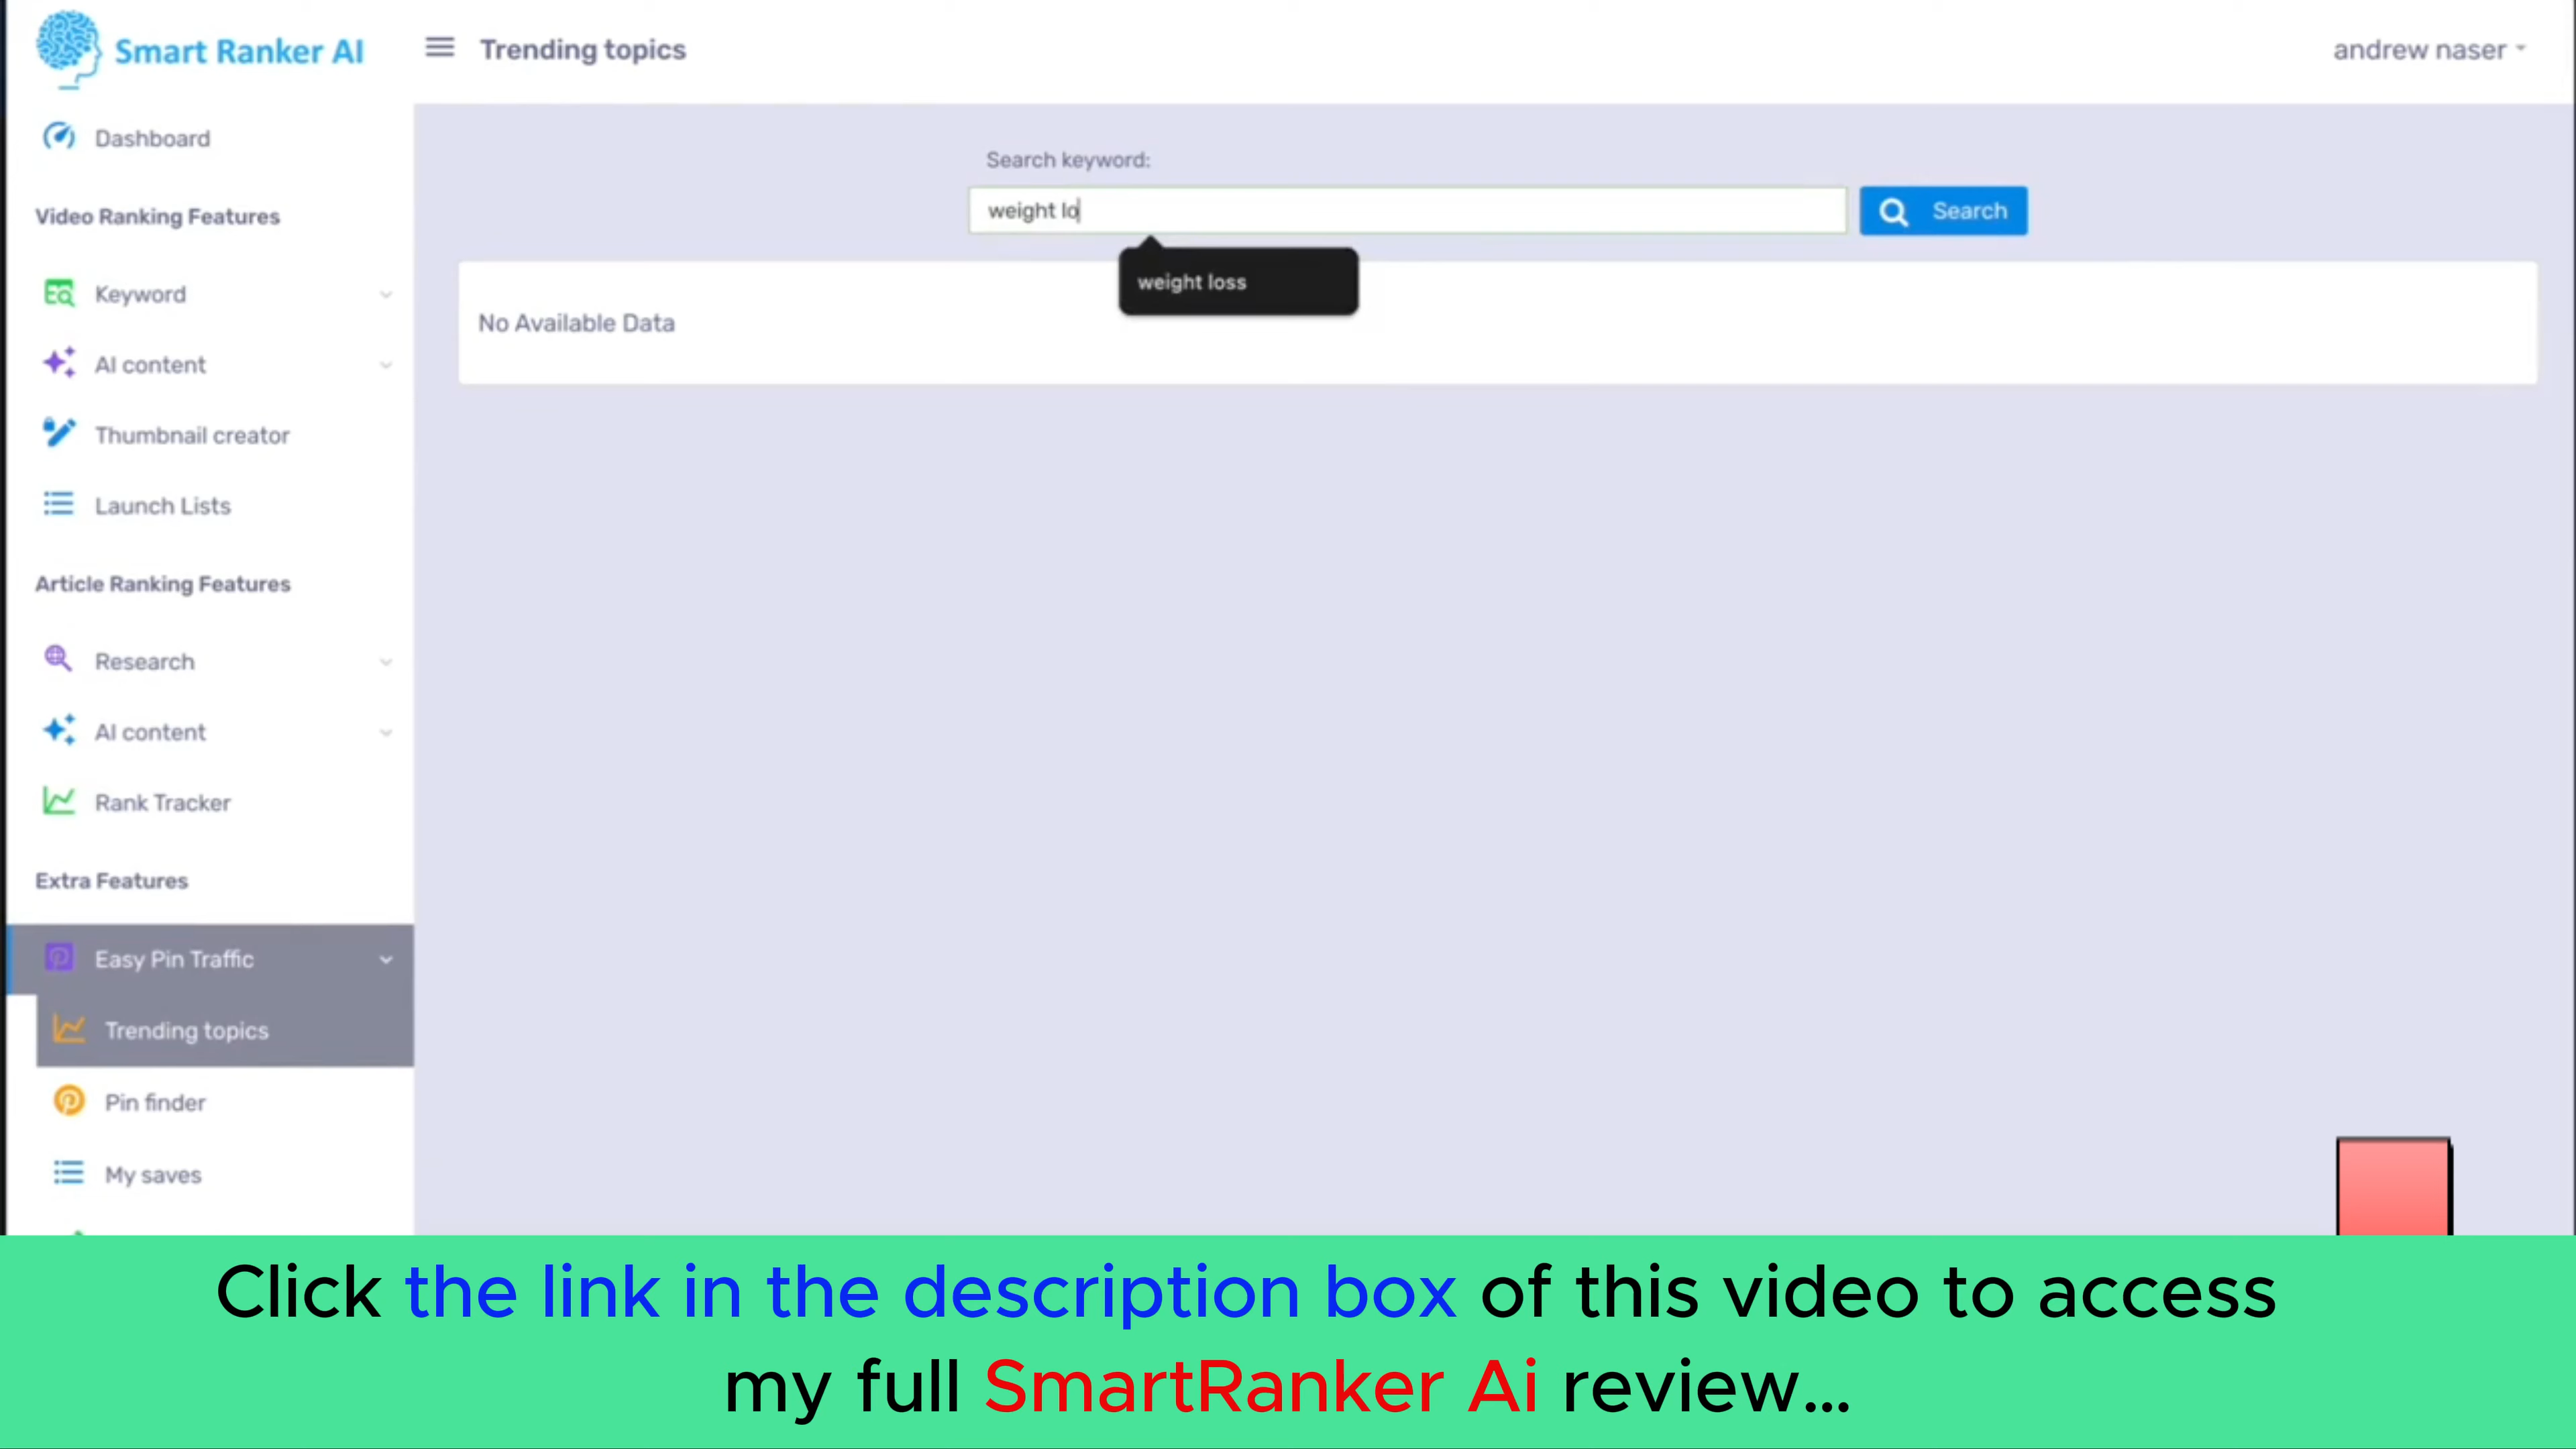 Smart Ranker AI
Trending topics
andrew naser
Dashboard
Search keyword:
weight lo
Search
weight loss
No Available Data
Video Ranking Features
Keyword
AI content
Thumbnail creator
Launch Lists
Article Ranking Features
Research
AI content
Rank Tracker
Extra Features
Easy Pin Traffic
Trending topics
Pin finder
My saves
Click the link in the description box of this video to access
my full SmartRanker Ai review...